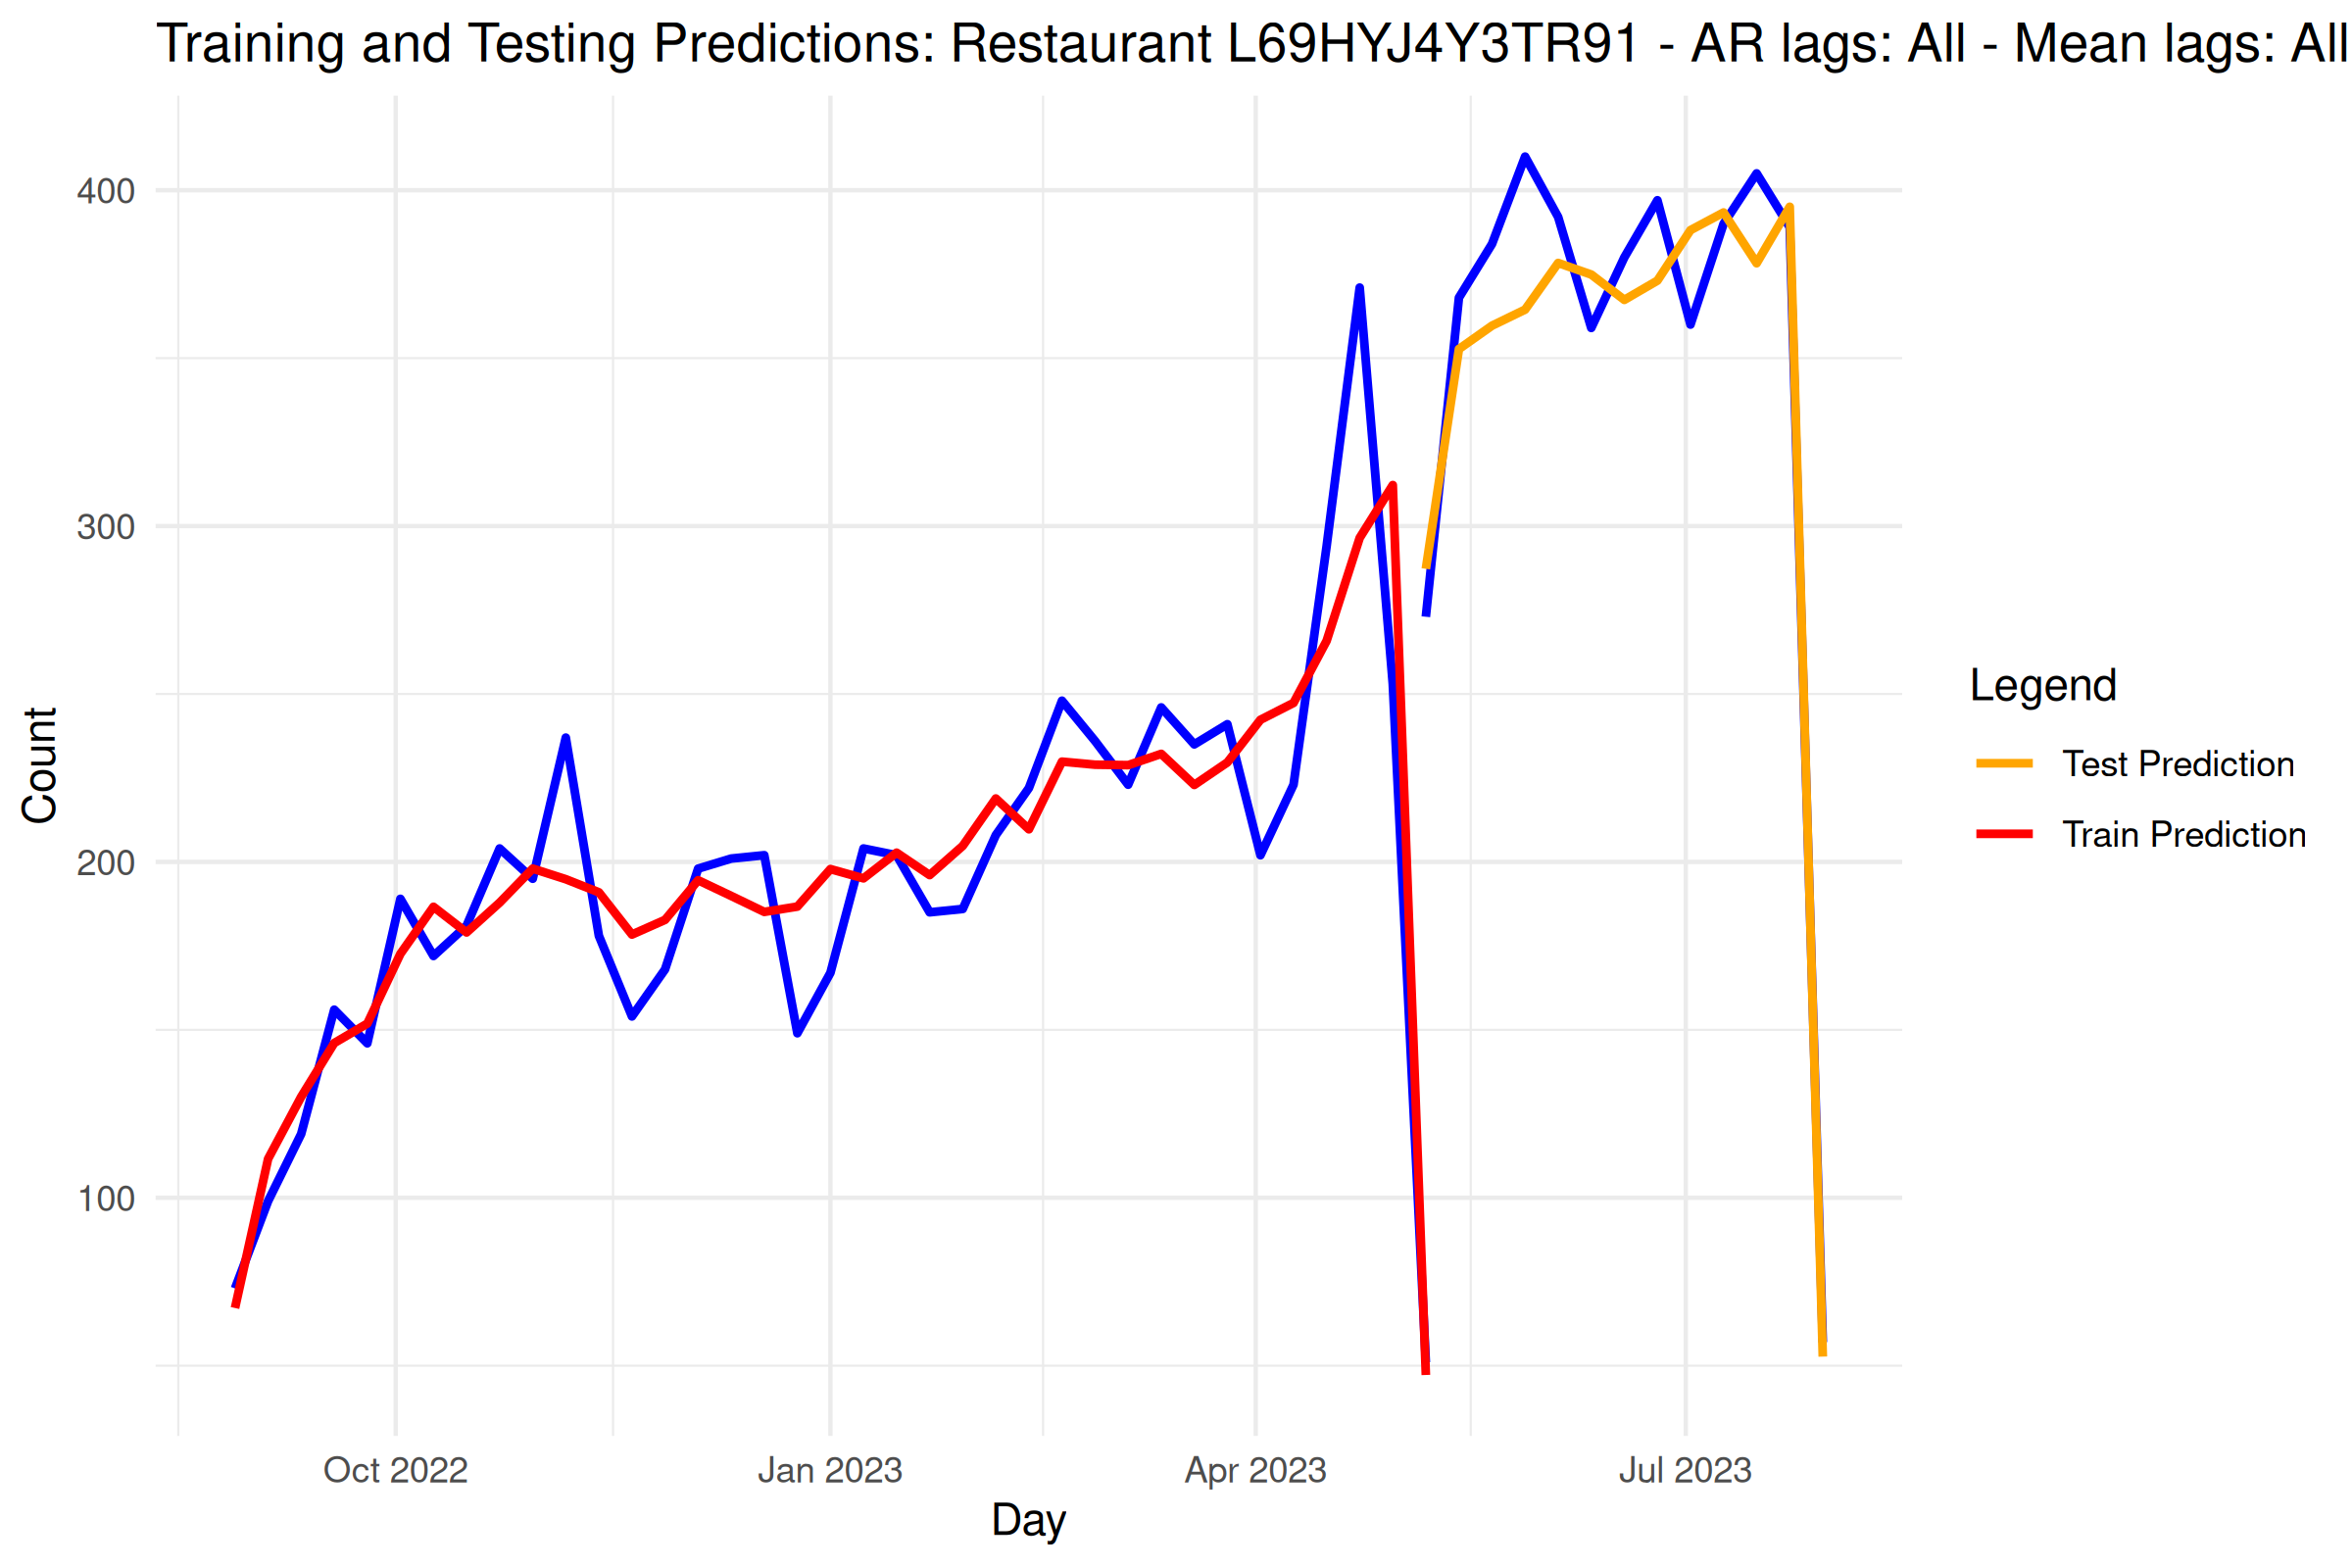 Training and Testing Predictions: Restaurant L69HYJ4Y3TR91 - AR lags: All - Mean lags: All
400
300
200
100
Count
Oct 2022
Jan 2023
Apr 2023
Jul 2023
Day
Legend
Test Prediction
Train Prediction